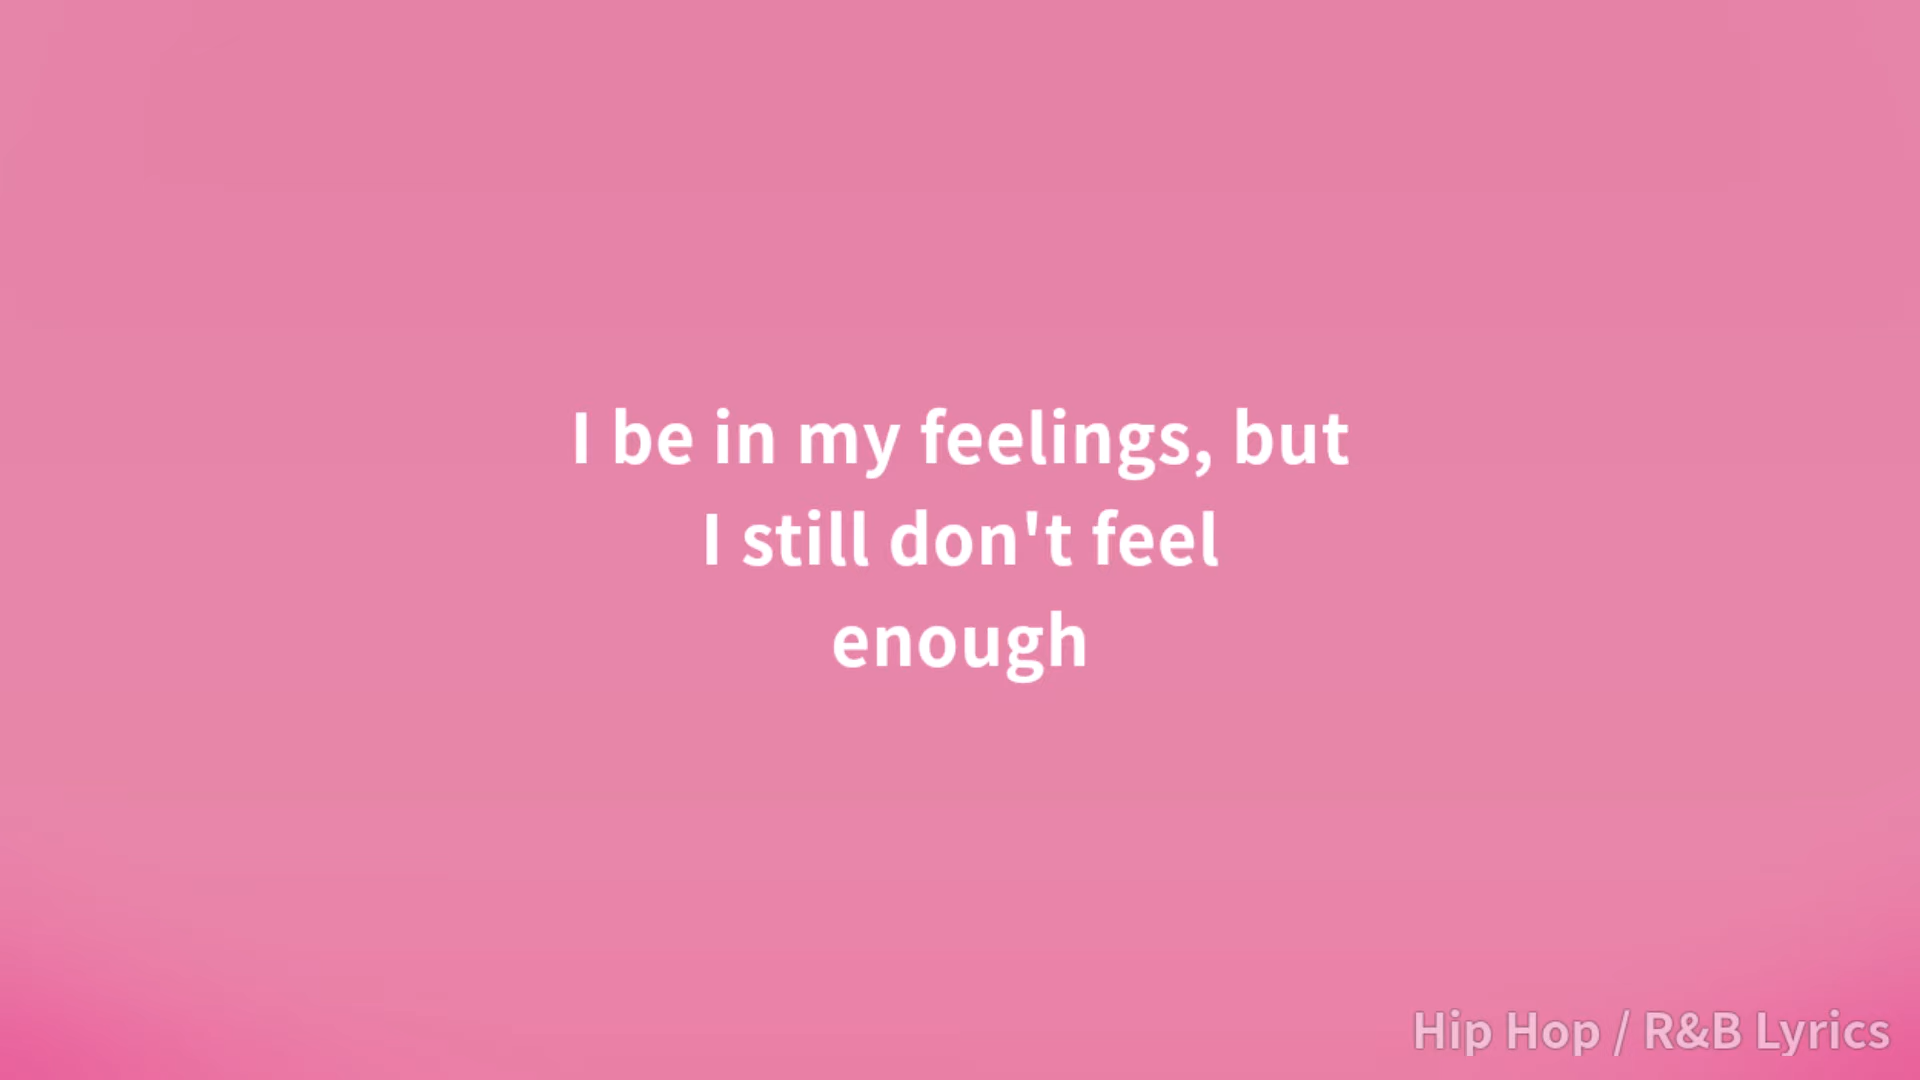 I be in my feelings, but
I still don't feel
enough
Hip Hop / R&B Lyrics